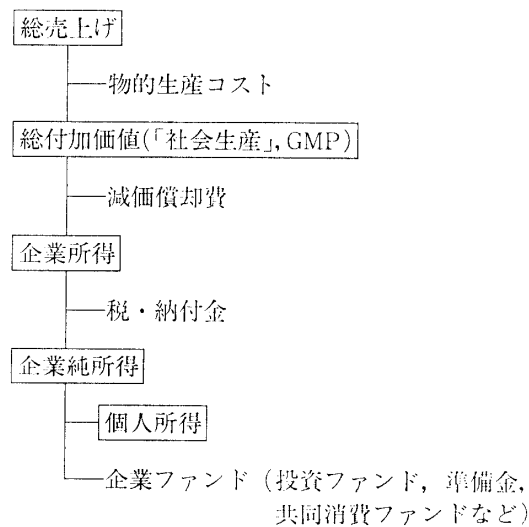 総売上げ
物的生産コスト
総付加価値(「社会生産」, GMP)
減価償却費
企業所得
税・納付金
企業純所得
個人所得
企業ファンド（投資ファンド，準備金，
共同消費ファンドなど）